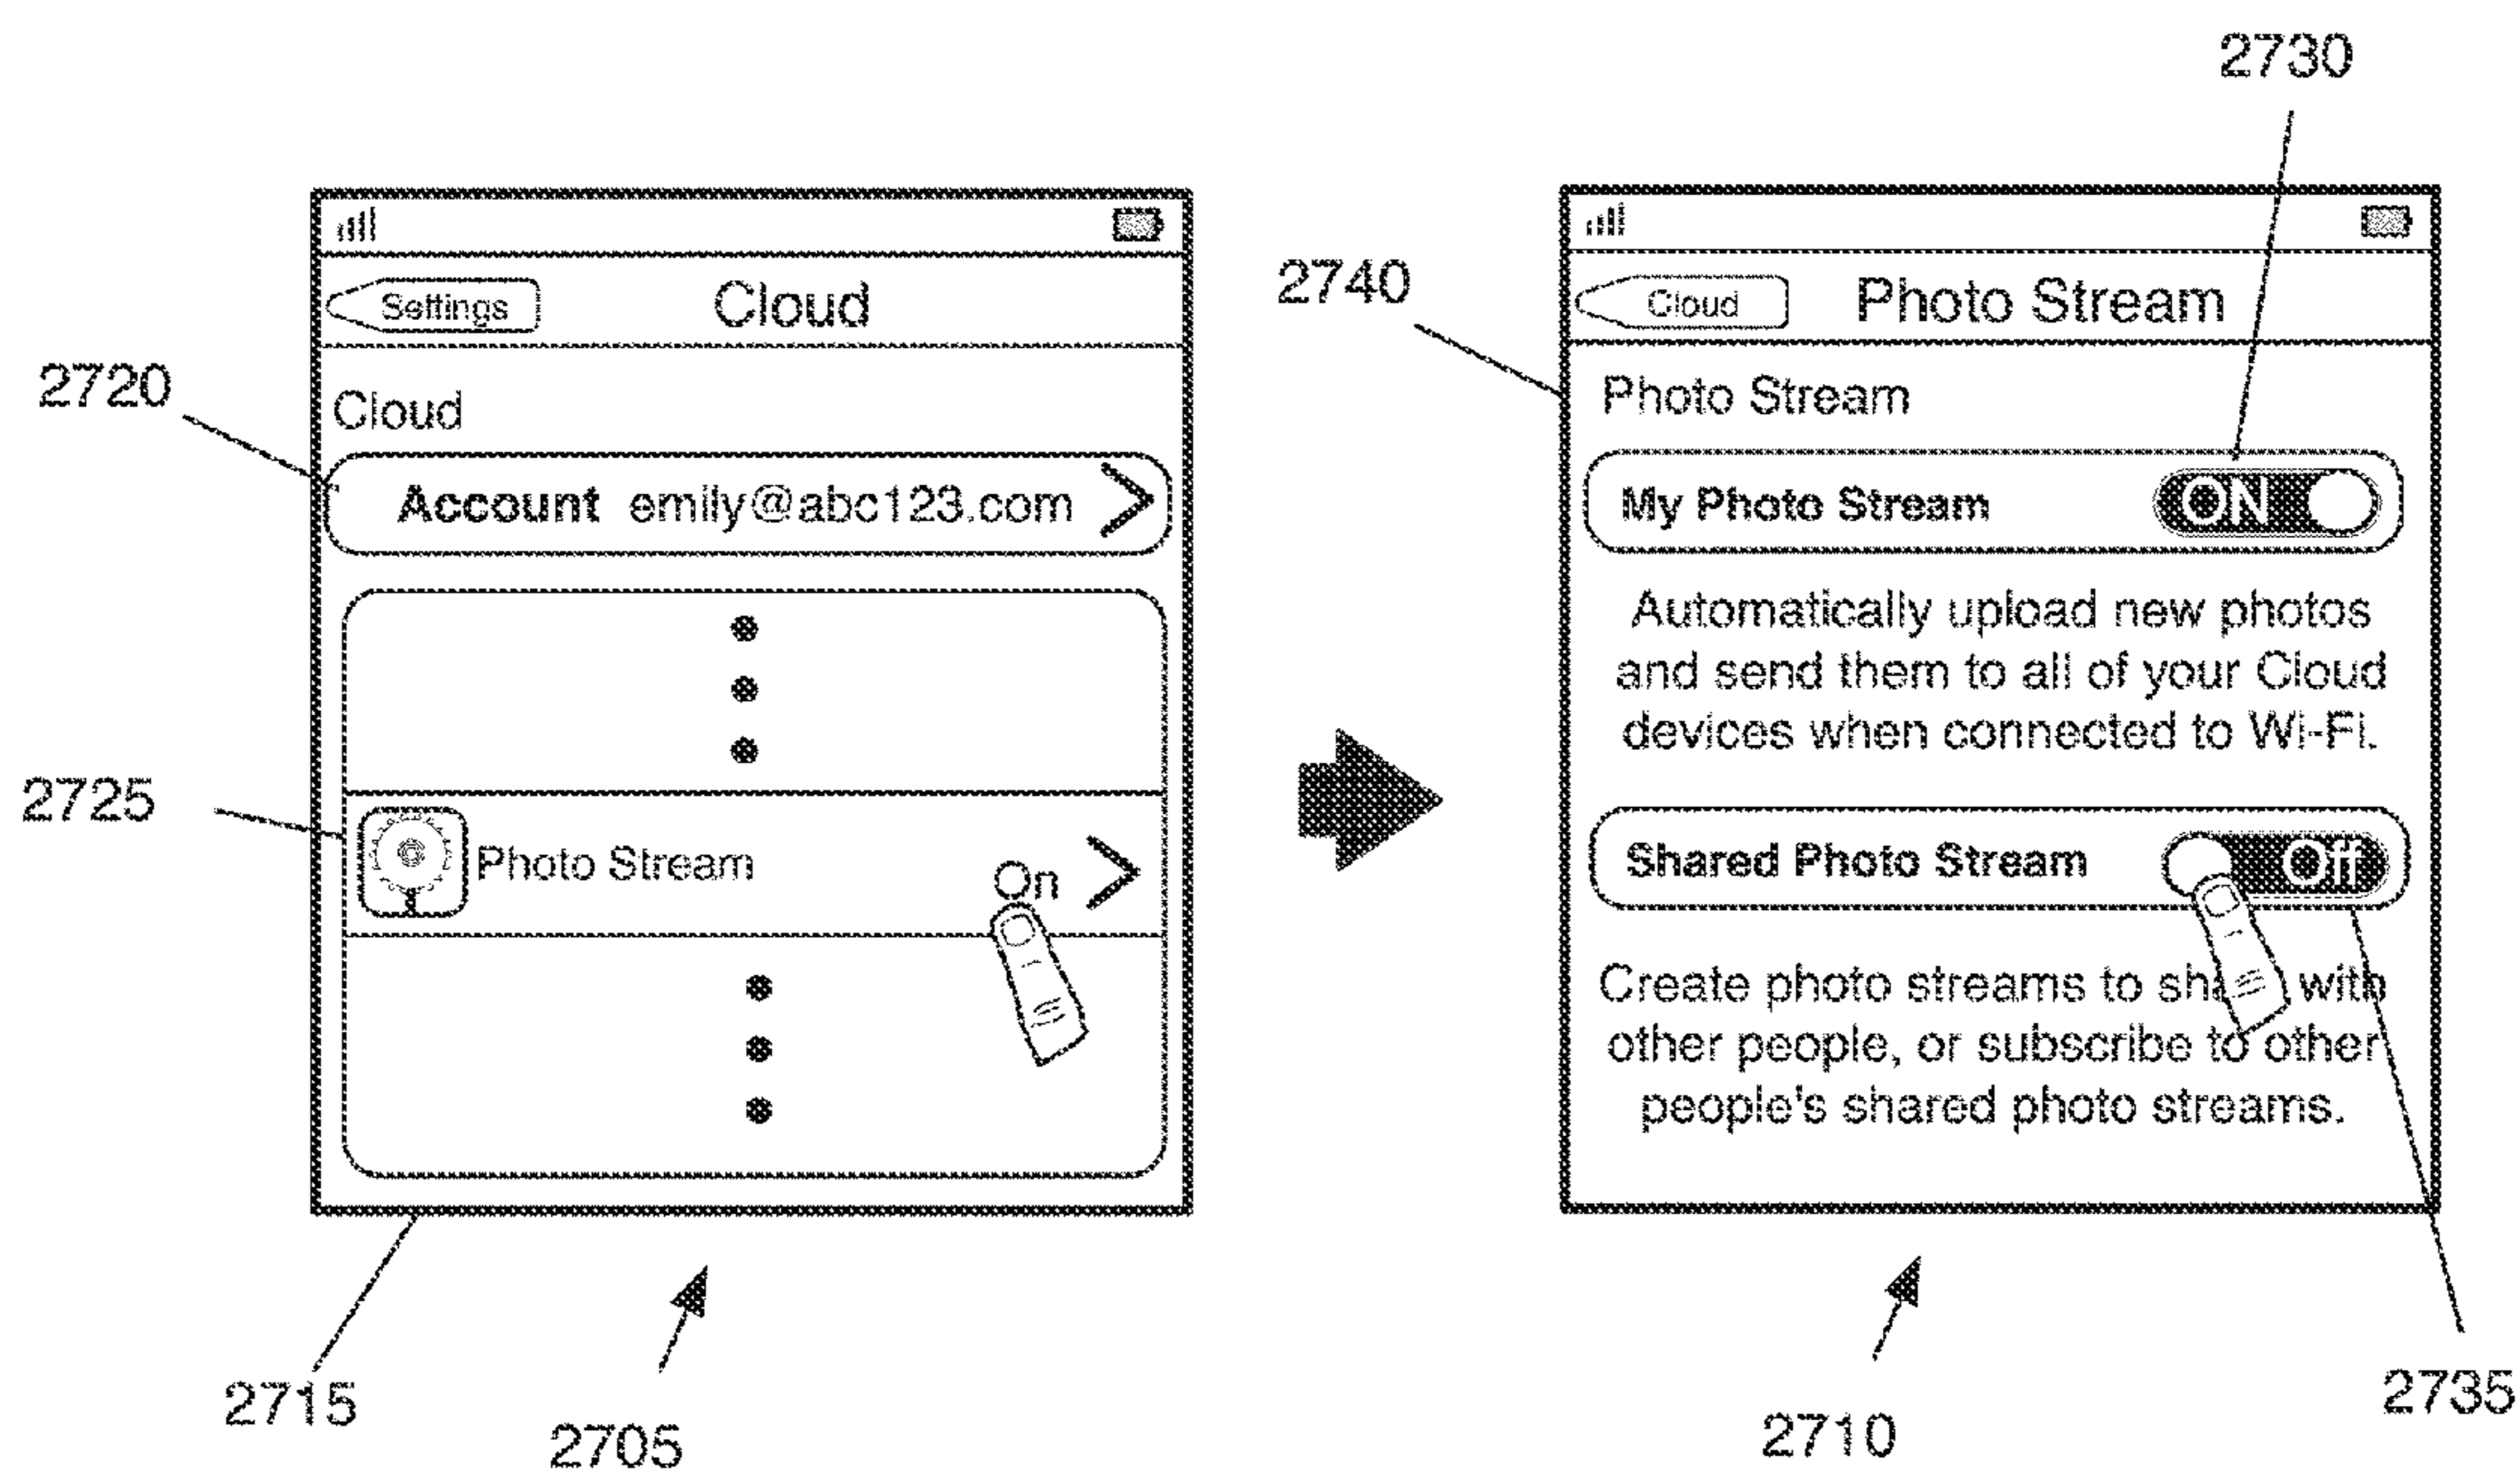 2730
Settings Cloud
2720
Cloud
Account emily@abc123.com
2725
Photo Stream On
2715
2705
2740
Cloud Photo Stream
Photo Stream
My Photo Stream ON
Automatically upload new photos
and send them to all of your Cloud
devices when connected to Wi-Fi.
Shared Photo Stream Off
Create photo streams to share with
other people, or subscribe to other
people's shared photo streams.
2710
2735